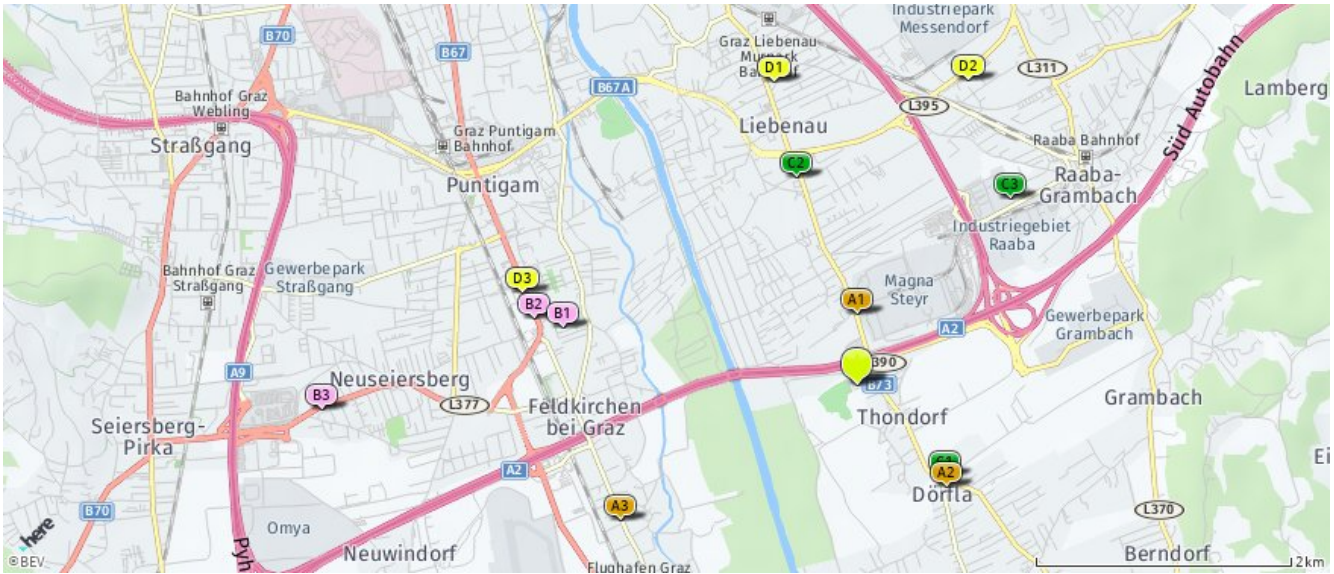 Industriepark
Messendorf
B70
B67
Graz Liebenau
Murpark
D1
D2
L311
Süd Autobahn
Lamberg
B67A
Bahnhof Graz
Webling
Straßgang
Graz Puntigam
Bahnhof
L395
Liebenau
Raaba Bahnhof
Raaba-
Grambach
C2
C3
Puntigam
Industriegebiet
Raaba
Bahnhof Graz
Straßgang
Gewerbepark
Straßgang
D3
B2
B1
Magna
Steyr
A1
A2
Gewerbepark
Grambach
A9
B3
Neuseiersberg
L377
B73
Seiersberg-
Pirka
Feldkirchen
bei Graz
Thondorf
Grambach
A2
A2
Dörfla
B70
Omya
A3
L370
here
©BEV
Pyh
Neuwindorf
Flughafen Graz
Berndorf
2km